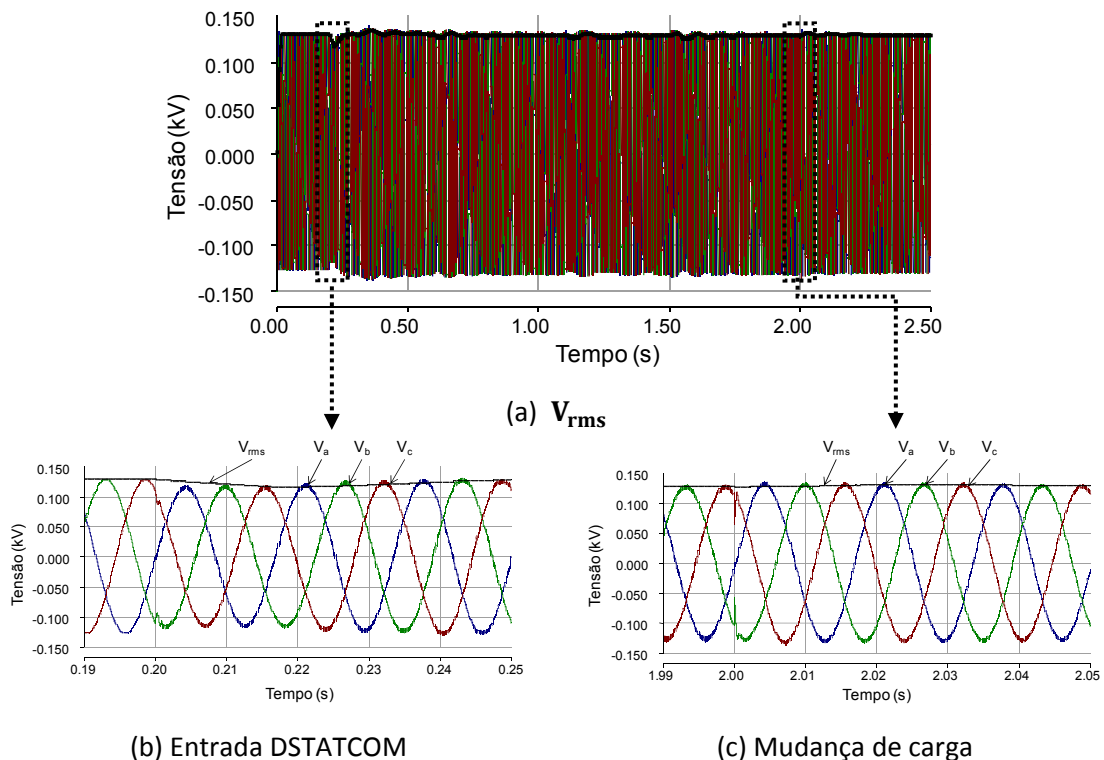 0.150
0.100
0.050
0.000
-0.050
-0.100
-0.150
Tensão (kV)
0.00 0.50 1.00 1.50 2.00 2.50
Tempo (s)
(a) Vrms
Vrms Va Vb Vc
0.150
0.100
0.050
0.000
-0.050
-0.100
-0.150
Tensão (kV)
0.19 0.20 0.21 0.22 0.23 0.24 0.25
Tempo (s)
(b) Entrada DSTATCOM
Vrms Va Vb Vc
0.150
0.100
0.050
0.000
-0.050
-0.100
-0.150
Tensão (kV)
1.99 2.00 2.01 2.02 2.03 2.04 2.05
Tempo (s)
(c) Mudança de carga